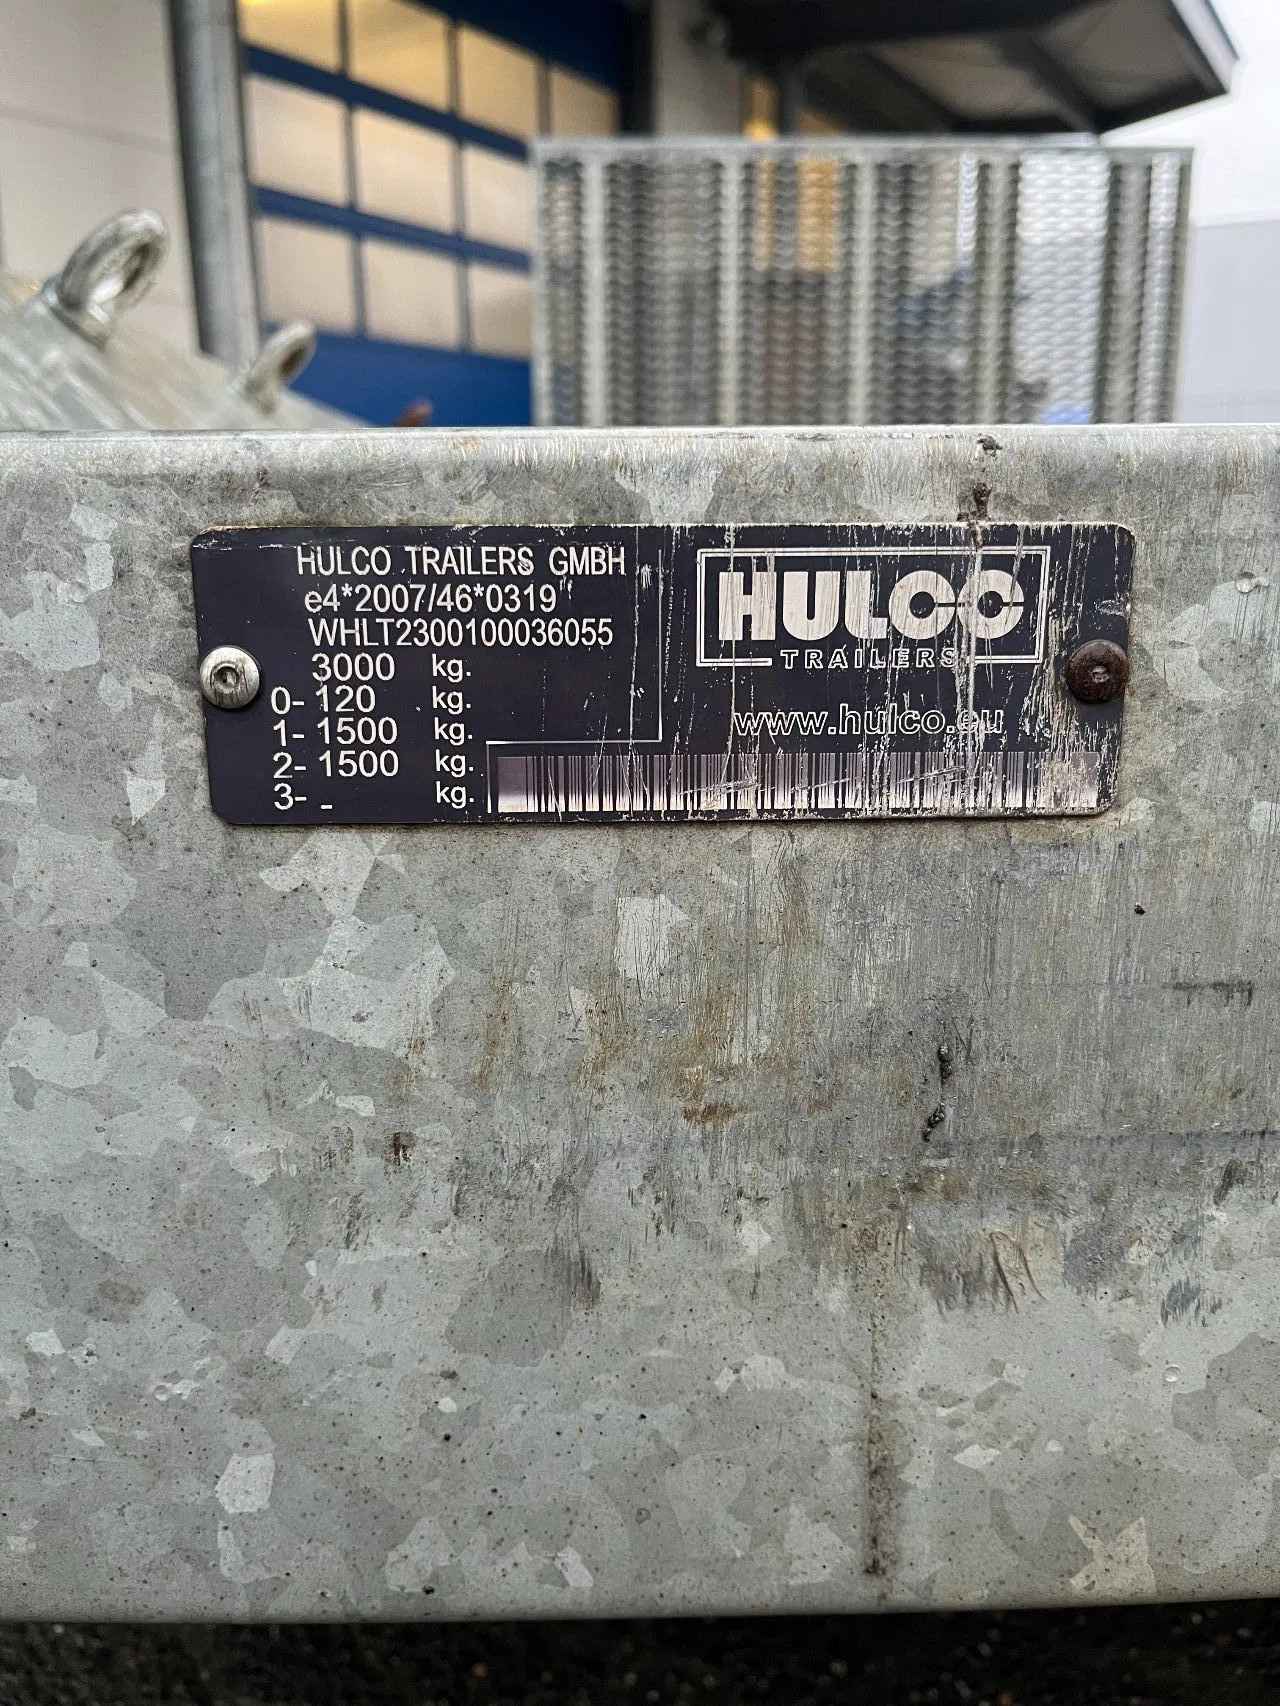 HULCO TRAILERS GMBH
e4*2007/46*0319"
WHLT2300100036055
3000 kg.
0- 120 kg.
1- 1500 kg.
2- 1500 kg.
3- - kg.
HULCO
TRAILERS
www.hulco.eu